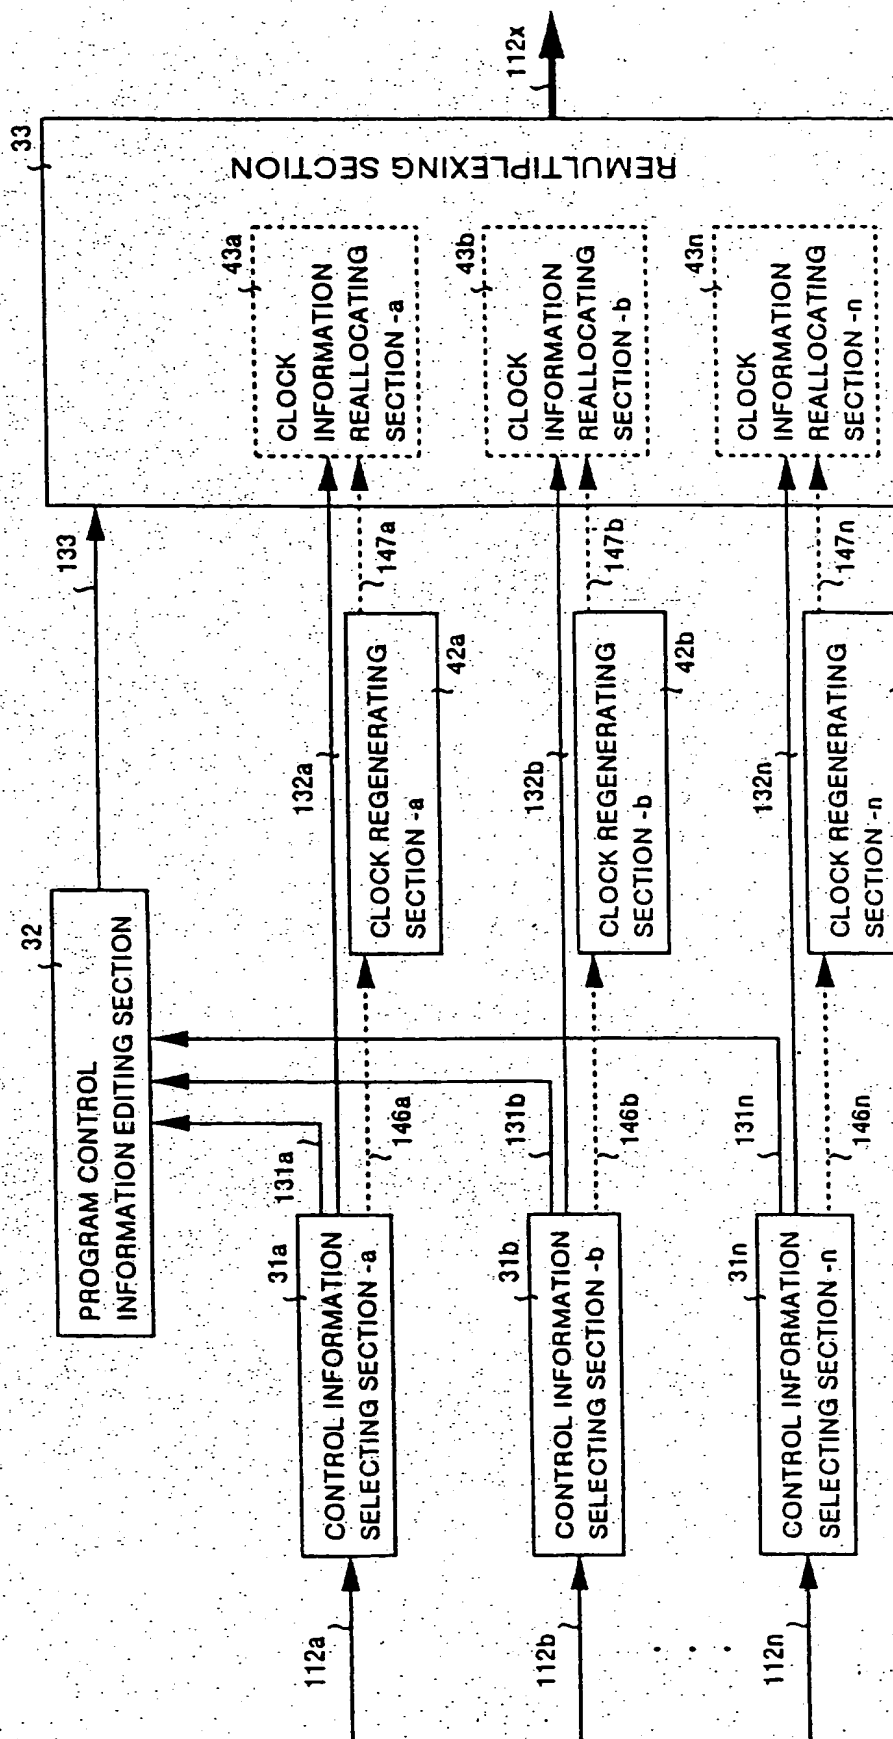 32
PROGRAM CONTROL
INFORMATION EDITING SECTION
133
33
REMULTIPLEXING SECTION
112x
112a
31a
CONTROL INFORMATION
SELECTING SECTION -a
131a
132a
146a
CLOCK REGENERATING
SECTION -a
42a
147a
43a
CLOCK
INFORMATION
REALLOCATING
SECTION -a
112b
31b
CONTROL INFORMATION
SELECTING SECTION -b
131b
132b
146b
CLOCK REGENERATING
SECTION -b
42b
147b
43b
CLOCK
INFORMATION
REALLOCATING
SECTION -b
112n
31n
CONTROL INFORMATION
SELECTING SECTION -n
131n
132n
146n
CLOCK REGENERATING
SECTION -n
147n
43n
CLOCK
INFORMATION
REALLOCATING
SECTION -n